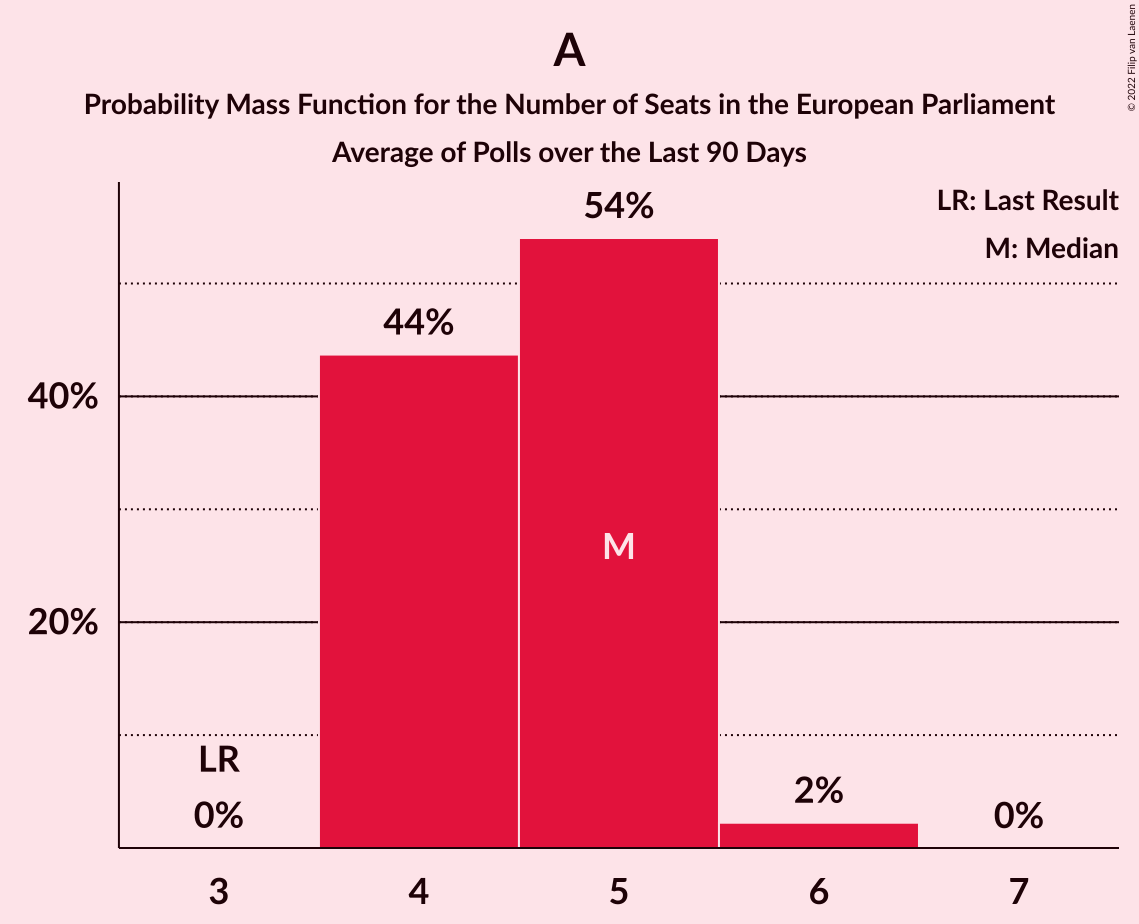 A
Probability Mass Function for the Number of Seats in the European Parliament
Average of Polls over the Last 90 Days
© 2022 Filip van Laenen
LR: Last Result
M: Median
54%
44%
40%
M
20%
LR
0%
2%
0%
3 4 5 6 7